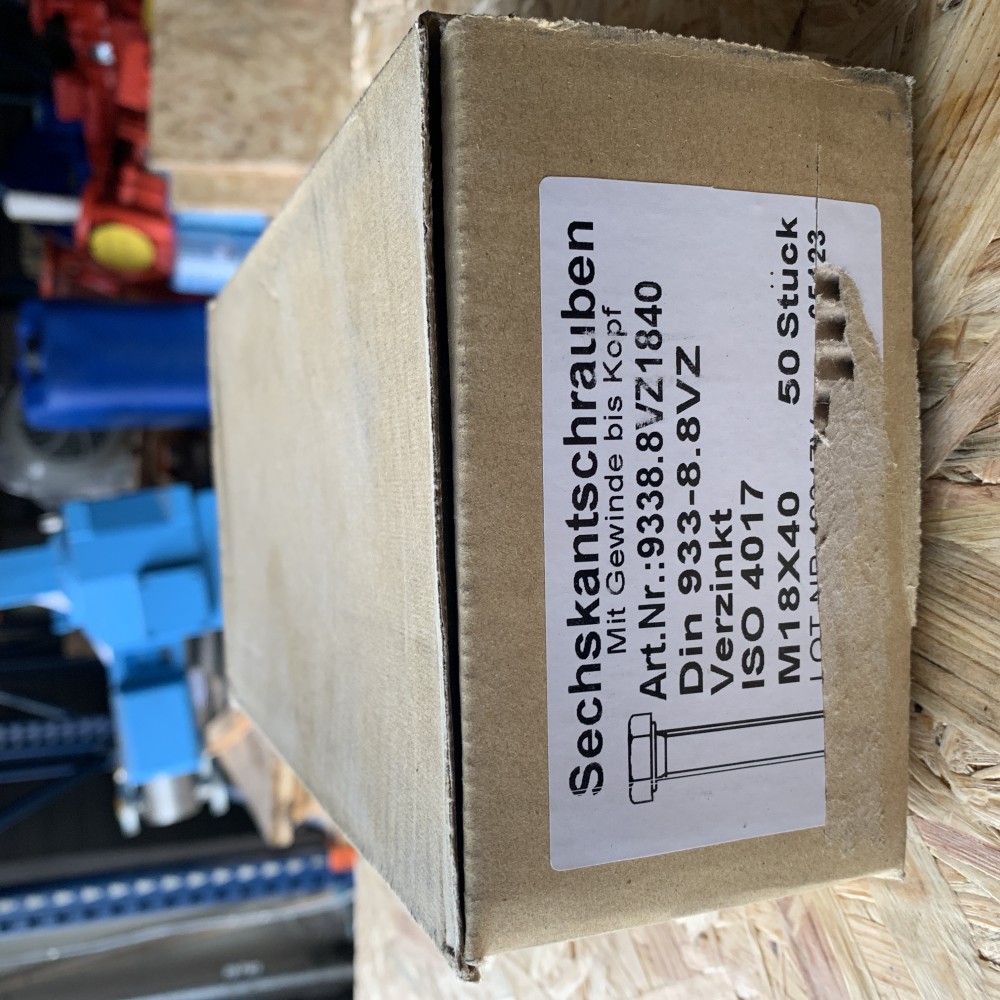 Sechskantschrauben
Mit Gewinde bis Kopf
Art.Nr.:9338.8VZ1840
Din 933-8.8VZ
Verzinkt
ISO 4017
M18X40 50 Stück